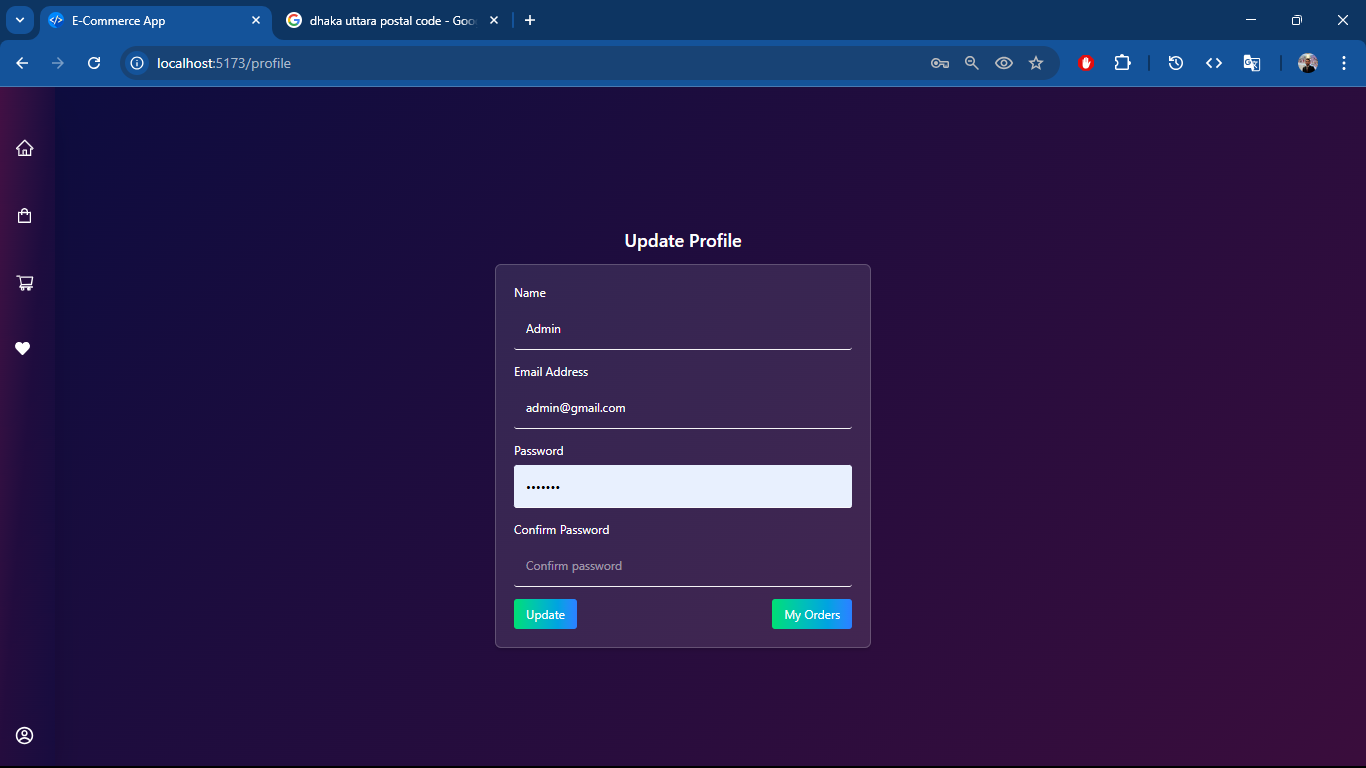 E-Commerce App
dhaka uttara postal code - Goo
localhost:5173/profile
Update Profile
Name
Admin
Email Address
admin@gmail.com
Password
•••••••
Confirm Password
Confirm password
Update
My Orders